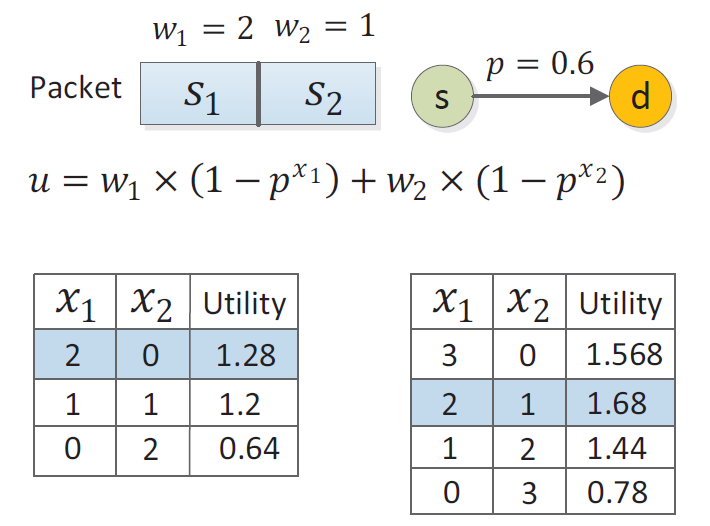 w₁ = 2 w₂ = 1
Packet s₁ s₂ s p = 0.6 d
u = w₁ × (1 − p^x₁) + w₂ × (1 − p^x₂)
x₁ x₂ Utility
2 0 1.28
1 1 1.2
0 2 0.64
x₁ x₂ Utility
3 0 1.568
2 1 1.68
1 2 1.44
0 3 0.78